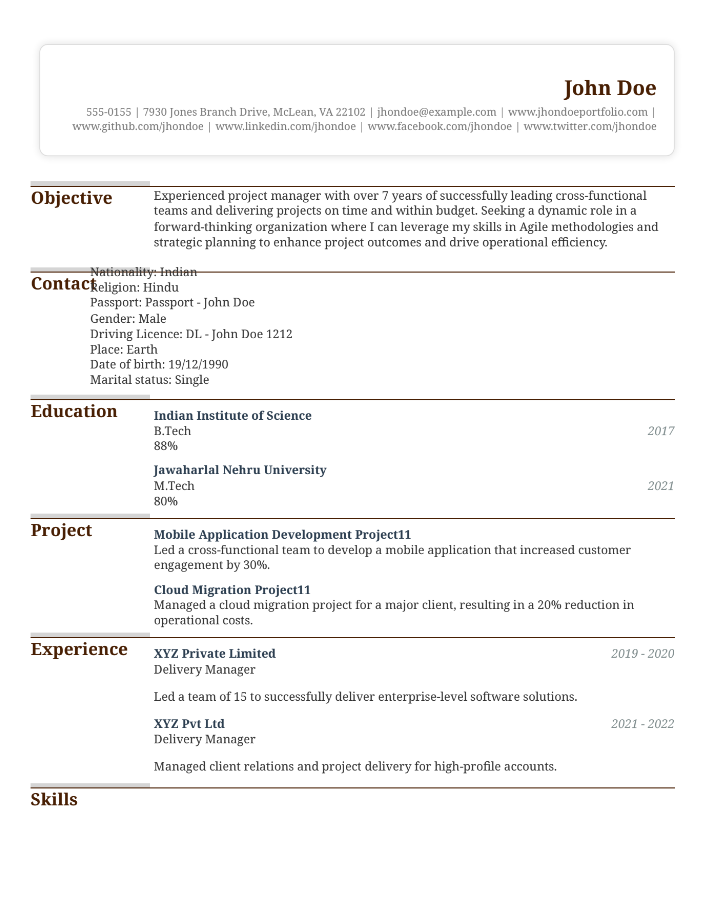 John Doe
555-0155 | 7930 Jones Branch Drive, McLean, VA 22102 | jhondoe@example.com | www.jhondoeportfolio.com |
www.github.com/jhondoe | www.linkedin.com/jhondoe | www.facebook.com/jhondoe | www.twitter.com/jhondoe
Objective
Experienced project manager with over 7 years of successfully leading cross-functional
teams and delivering projects on time and within budget. Seeking a dynamic role in a
forward-thinking organization where I can leverage my skills in Agile methodologies and
strategic planning to enhance project outcomes and drive operational efficiency.
Contact
Nationality: Indian
Religion: Hindu
Passport: Passport - John Doe
Gender: Male
Driving Licence: DL - John Doe 1212
Place: Earth
Date of birth: 19/12/1990
Marital status: Single
Education
Indian Institute of Science
B.Tech 2017
88%
Jawaharlal Nehru University
M.Tech 2021
80%
Project
Mobile Application Development Project11
Led a cross-functional team to develop a mobile application that increased customer
engagement by 30%.
Cloud Migration Project11
Managed a cloud migration project for a major client, resulting in a 20% reduction in
operational costs.
Experience
XYZ Private Limited 2019 - 2020
Delivery Manager
Led a team of 15 to successfully deliver enterprise-level software solutions.
XYZ Pvt Ltd 2021 - 2022
Delivery Manager
Managed client relations and project delivery for high-profile accounts.
Skills